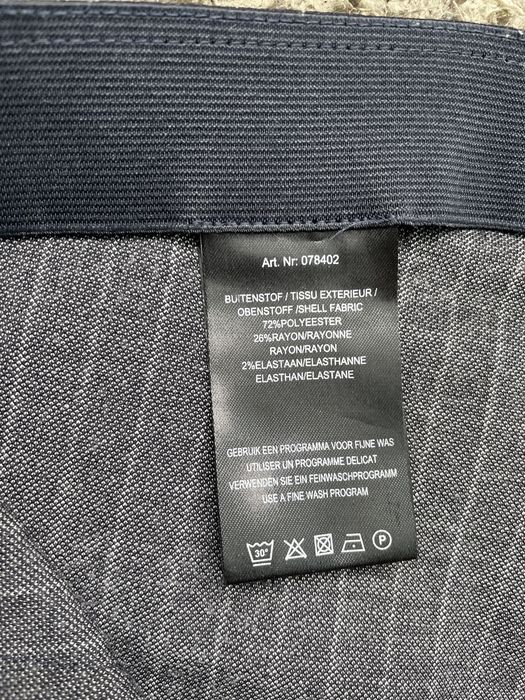 Art. Nr: 078402
BUITENSTOF / TISSU EXTERIEUR /
OBENSTOFF /SHELL FABRIC
72%POLYEESTER
26%RAYON/RAYONNE
RAYON/RAYON
2%ELASTAAN/ELASTHANNE
ELASTHAN/ELASTANE
GEBRUIK EEN PROGRAMMA VOOR FIJNE WAS
UTILISER UN PROGRAMME DELICAT
VERWENDEN SIE EIN FEINWASCHPROGRAMM
USE A FINE WASH PROGRAM
30° P